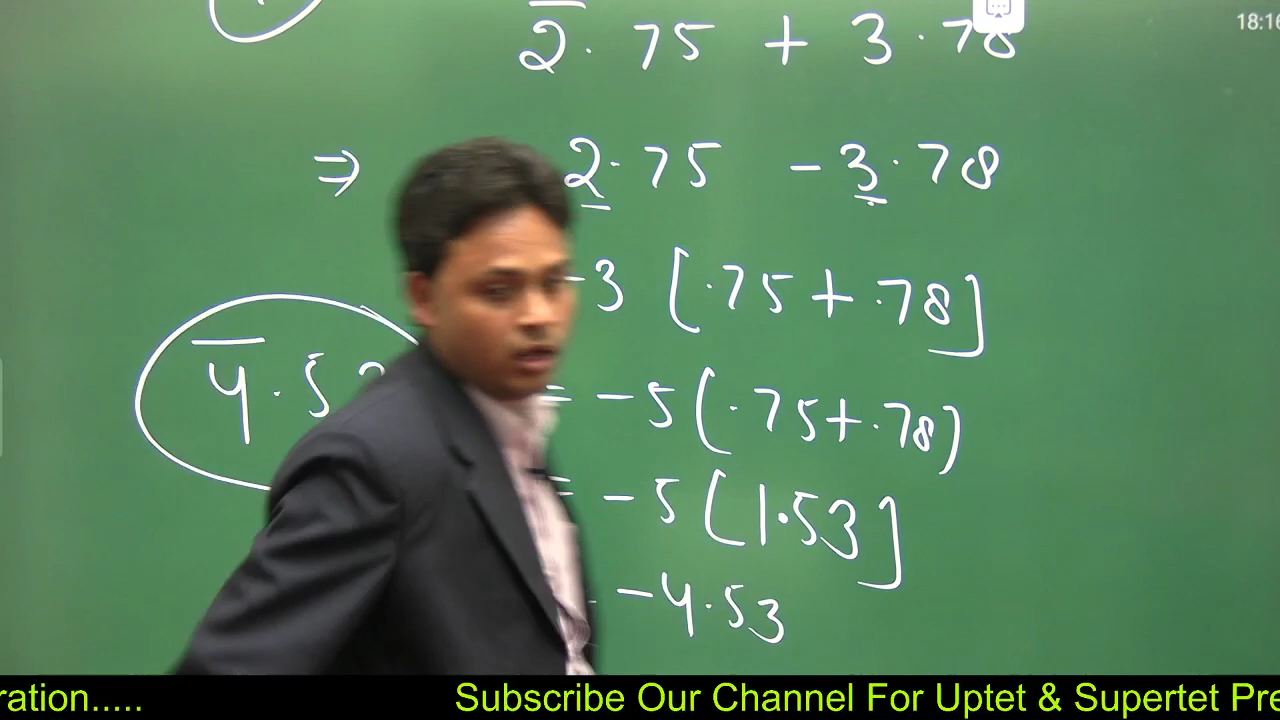 2̅.75 + 3.78
18:16
⇒ 2.75 -3.78
-3 [.75+.78]
4̅.5
= -5(.75+.78)
= -5(1.53]
-4.53
ration..... Subscribe Our Channel For Uptet & Supertet Pre